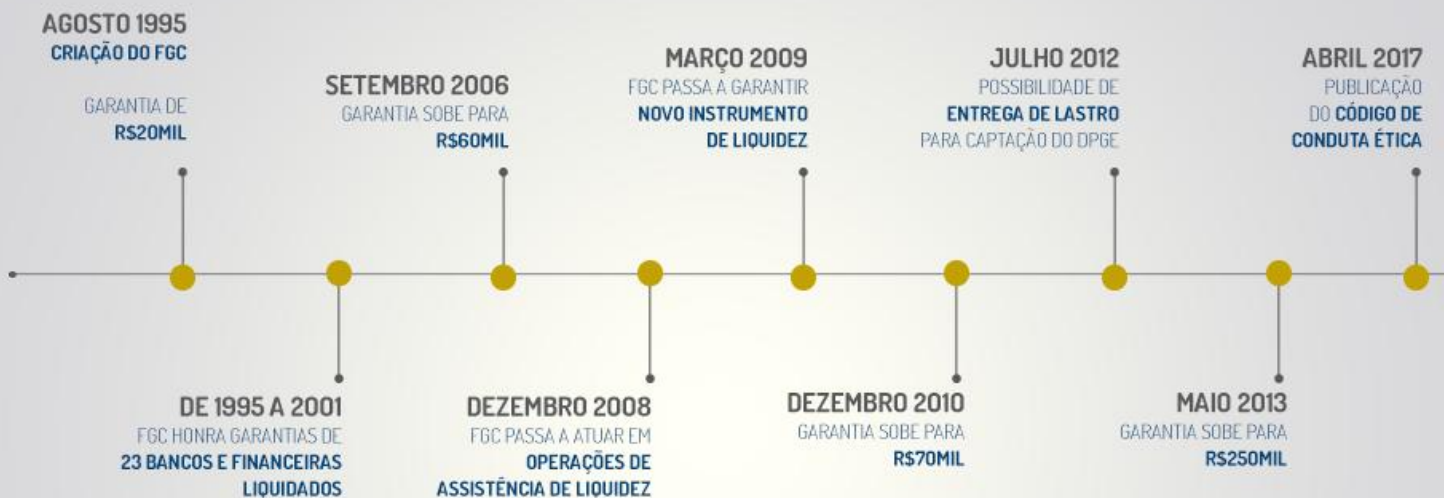 AGOSTO 1995
CRIAÇÃO DO FGC
GARANTIA DE
R$20MIL
SETEMBRO 2006
GARANTIA SOBE PARA
R$60MIL
MARÇO 2009
FGC PASSA A GARANTIR
NOVO INSTRUMENTO
DE LIQUIDEZ
JULHO 2012
POSSIBILIDADE DE
ENTREGA DE LASTRO
PARA CAPTAÇÃO DO DPGE
ABRIL 2017
PUBLICAÇÃO
DO CÓDIGO DE
CONDUTA ÉTICA
DE 1995 A 2001
FGC HONRA GARANTIAS DE
23 BANCOS E FINANCEIRAS
LIQUIDADOS
DEZEMBRO 2008
FGC PASSA A ATUAR EM
OPERAÇÕES DE
ASSISTÊNCIA DE LIQUIDEZ
DEZEMBRO 2010
GARANTIA SOBE PARA
R$70MIL
MAIO 2013
GARANTIA SOBE PARA
R$250MIL